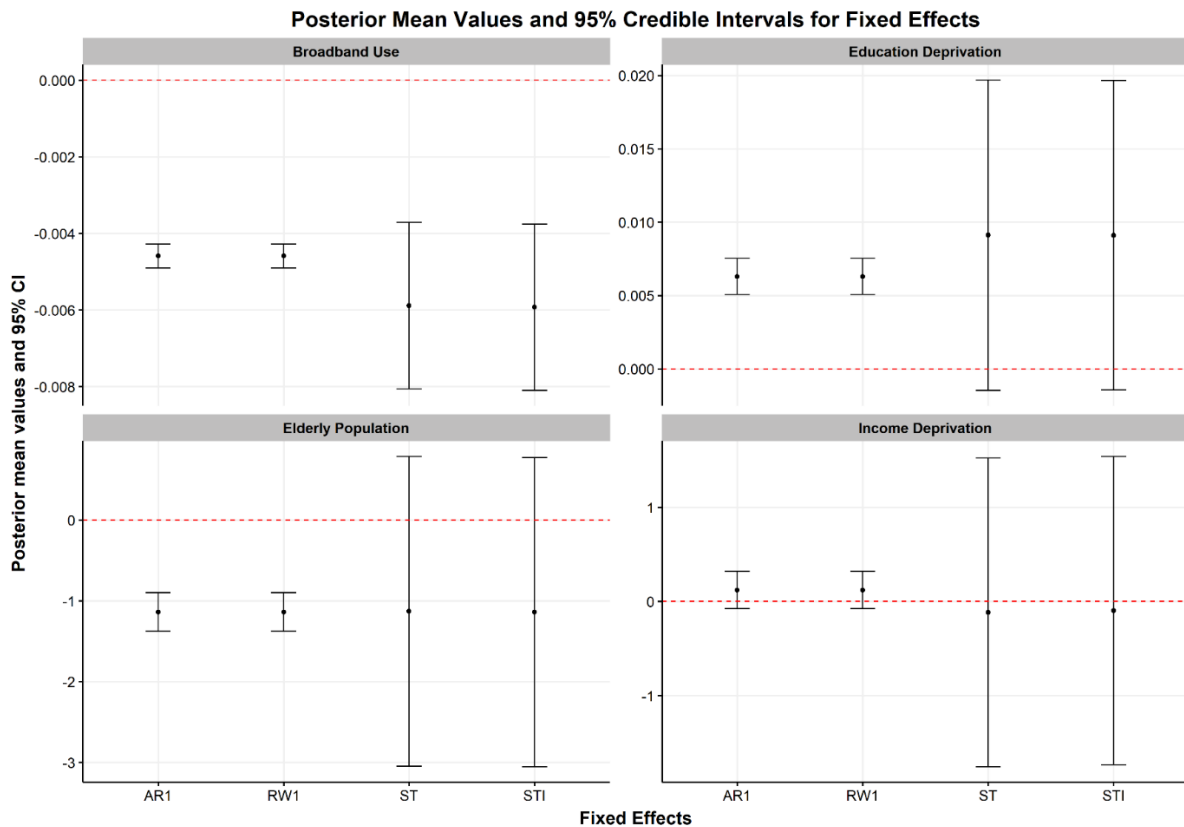 Posterior Mean Values and 95% Credible Intervals for Fixed Effects
Broadband Use
Education Deprivation
0.000
-0.002
-0.004
-0.006
-0.008
0.020
0.015
0.010
0.005
0.000
Elderly Population
Income Deprivation
0
-1
-2
-3
1
0
-1
Posterior mean values and 95% CI
AR1 RW1 ST STI
AR1 RW1 ST STI
Fixed Effects